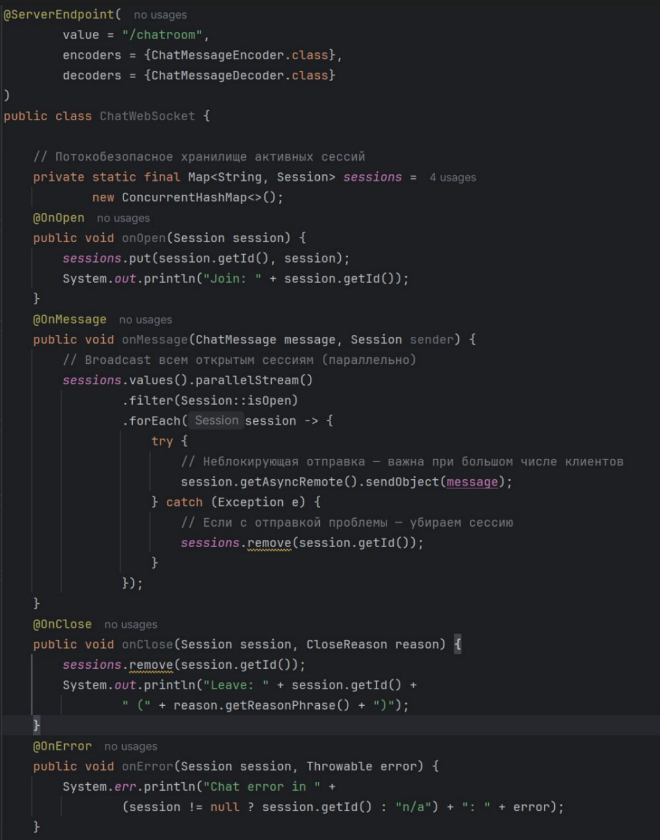 @ServerEndpoint( no usages
value = "/chatroom",
encoders = {ChatMessageEncoder.class},
decoders = {ChatMessageDecoder.class}
)
public class ChatWebSocket {
// Потокобезопасное хранилище активных сессий
private static final Map<String, Session> sessions = 4 usages
new ConcurrentHashMap<>();
@OnOpen no usages
public void onOpen(Session session) {
sessions.put(session.getId(), session);
System.out.println("Join: " + session.getId());
}
@OnMessage no usages
public void onMessage(ChatMessage message, Session sender) {
// Broadcast всем открытым сессиям (параллельно)
sessions.values().parallelStream()
.filter(Session::isOpen)
.forEach( Session session -> {
try {
// Неблокирующая отправка — важна при большом числе клиентов
session.getAsyncRemote().sendObject(message);
} catch (Exception e) {
// Если с отправкой проблемы — убираем сессию
sessions.remove(session.getId());
}
});
}
@OnClose no usages
public void onClose(Session session, CloseReason reason) {
sessions.remove(session.getId());
System.out.println("Leave: " + session.getId() +
" (" + reason.getReasonPhrase() + ")");
}
@OnError no usages
public void onError(Session session, Throwable error) {
System.err.println("Chat error in " +
(session != null ? session.getId() : "n/a") + ": " + error);
}